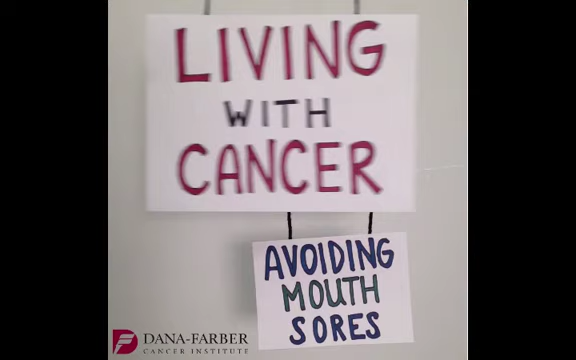 LIVING
WITH
CANCER
AVOIDING
MOUTH
SORES
DANA-FARBER
CANCER INSTITUTE